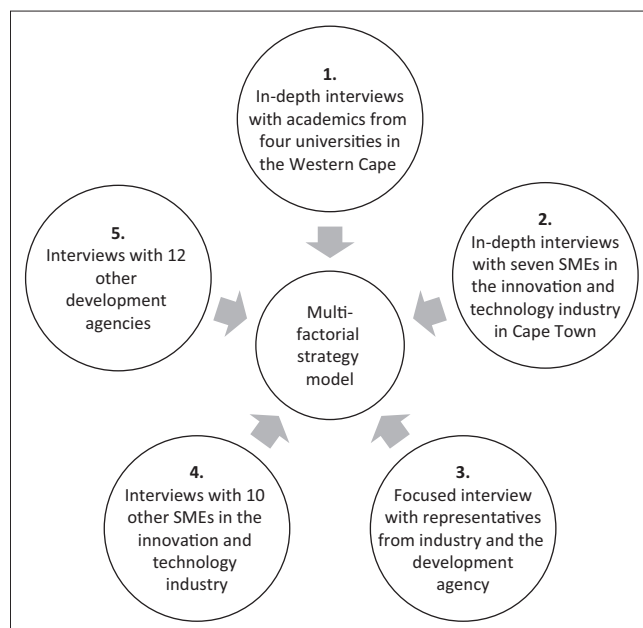 1.
In-depth interviews
with academics from
four universities in
the Western Cape
2.
In-depth interviews
with seven SMEs in
the innovation and
technology industry
in Cape Town
3.
Focused interview
with representatives
from industry and the
development
agency
4.
Interviews with 10
other SMEs in the
innovation and
technology
industry
5.
Interviews with 12
other
development
agencies
Multi-
factorial
strategy
model